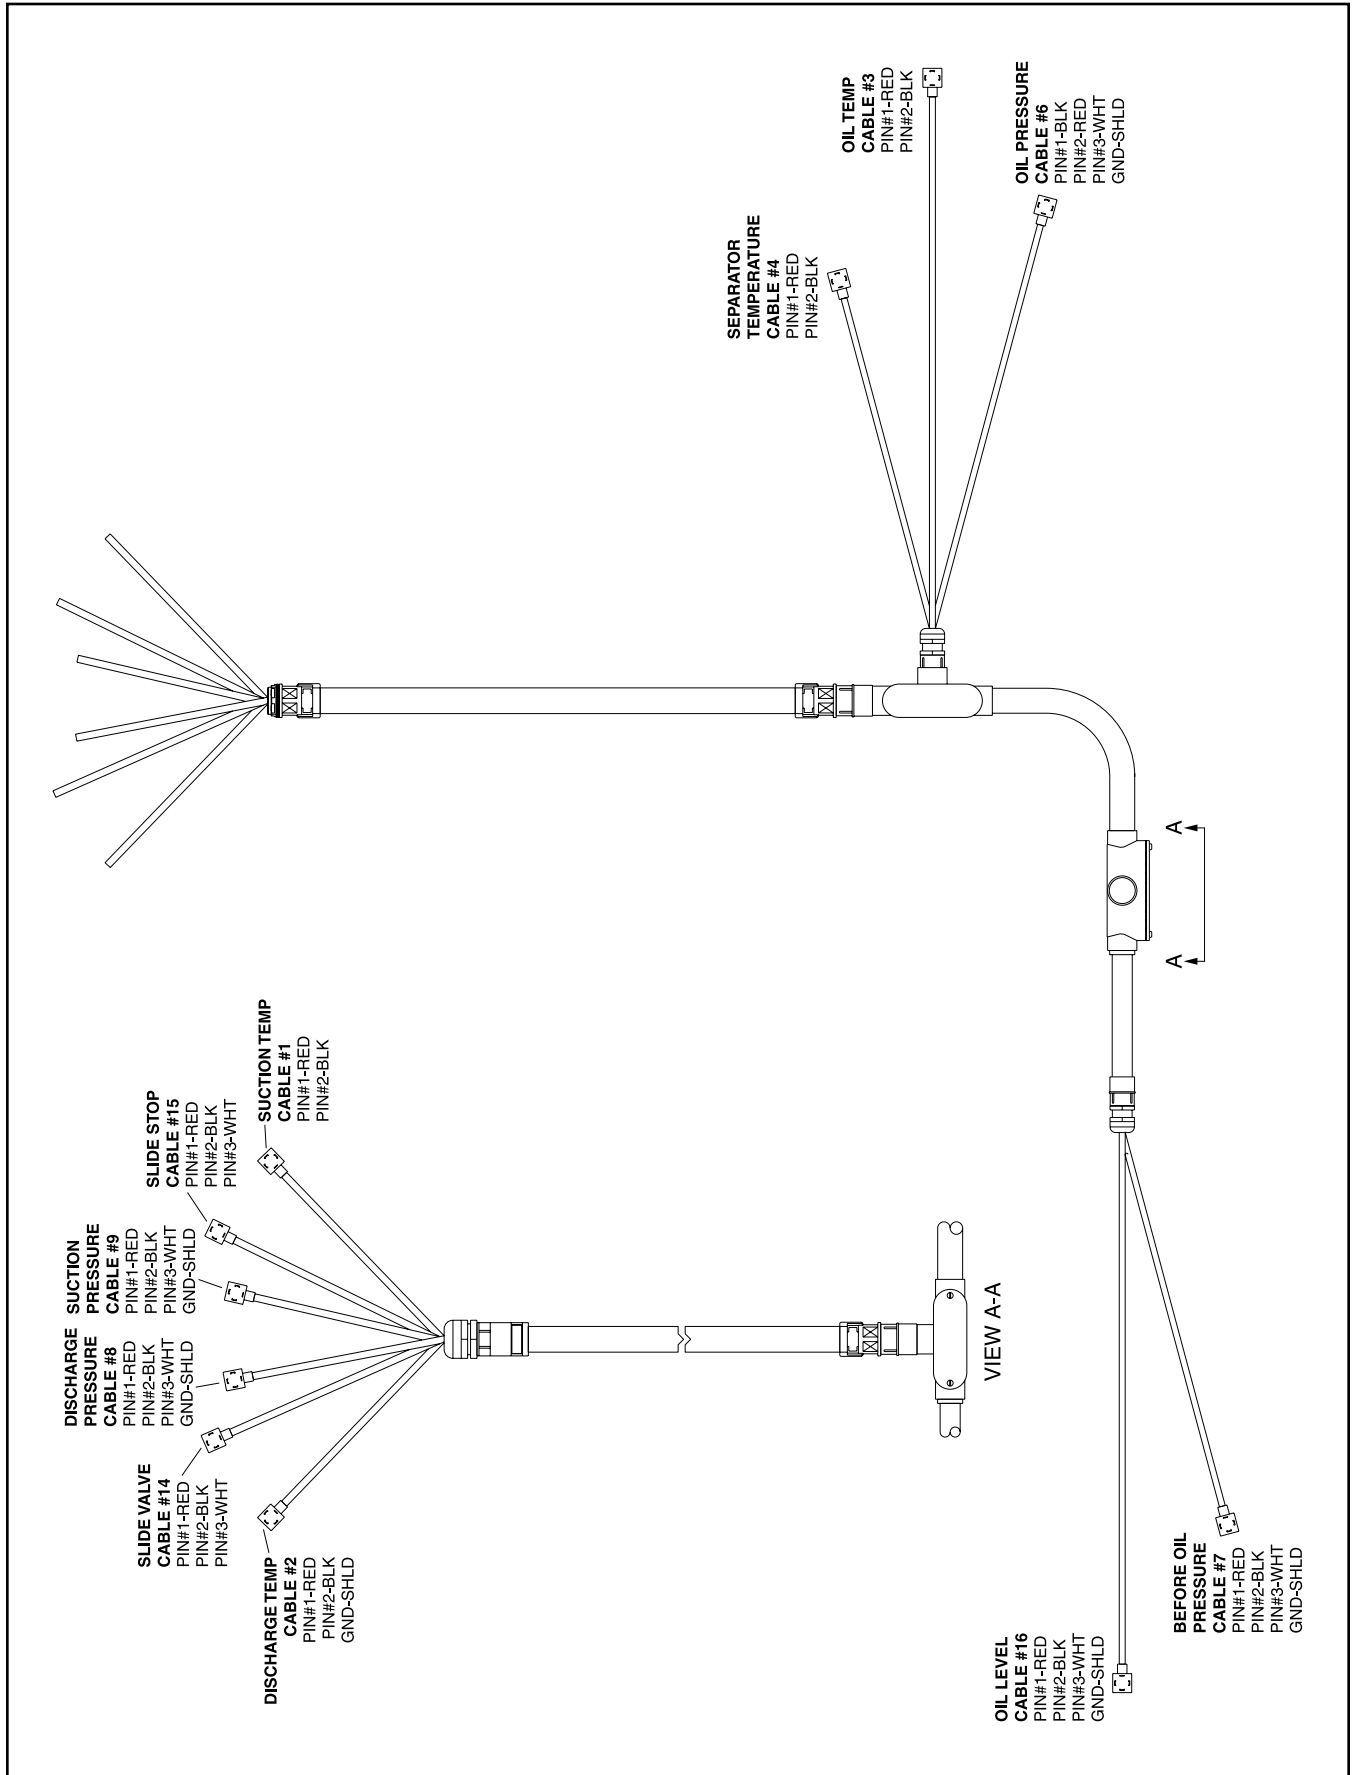 DISCHARGE TEMP
CABLE #2
PIN#1-RED
PIN#2-BLK
GND-SHLD
SLIDE VALVE
CABLE #14
PIN#1-RED
PIN#2-BLK
PIN#3-WHT
DISCHARGE
PRESSURE
CABLE #8
PIN#1-RED
PIN#2-BLK
PIN#3-WHT
GND-SHLD
SUCTION
PRESSURE
CABLE #9
PIN#1-RED
PIN#2-BLK
PIN#3-WHT
GND-SHLD
SLIDE STOP
CABLE #15
PIN#1-RED
PIN#2-BLK
PIN#3-WHT
SUCTION TEMP
CABLE #1
PIN#1-RED
PIN#2-BLK
VIEW A-A
OIL LEVEL
CABLE #16
PIN#1-RED
PIN#2-BLK
PIN#3-WHT
GND-SHLD
BEFORE OIL
PRESSURE
CABLE #7
PIN#1-RED
PIN#2-BLK
PIN#3-WHT
GND-SHLD
A
A
SEPARATOR
TEMPERATURE
CABLE #4
PIN#1-RED
PIN#2-BLK
OIL TEMP
CABLE #3
PIN#1-RED
PIN#2-BLK
OIL PRESSURE
CABLE #6
PIN#1-BLK
PIN#2-RED
PIN#3-WHT
GND-SHLD